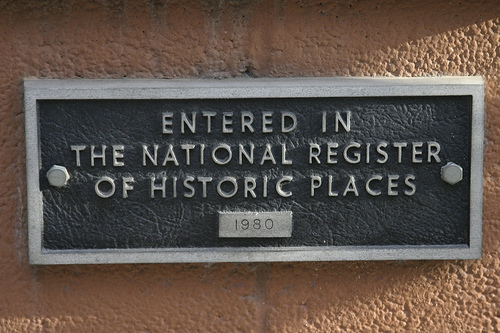 ENTERED IN
THE NATIONAL REGISTER
OF HISTORIC PLACES
1980